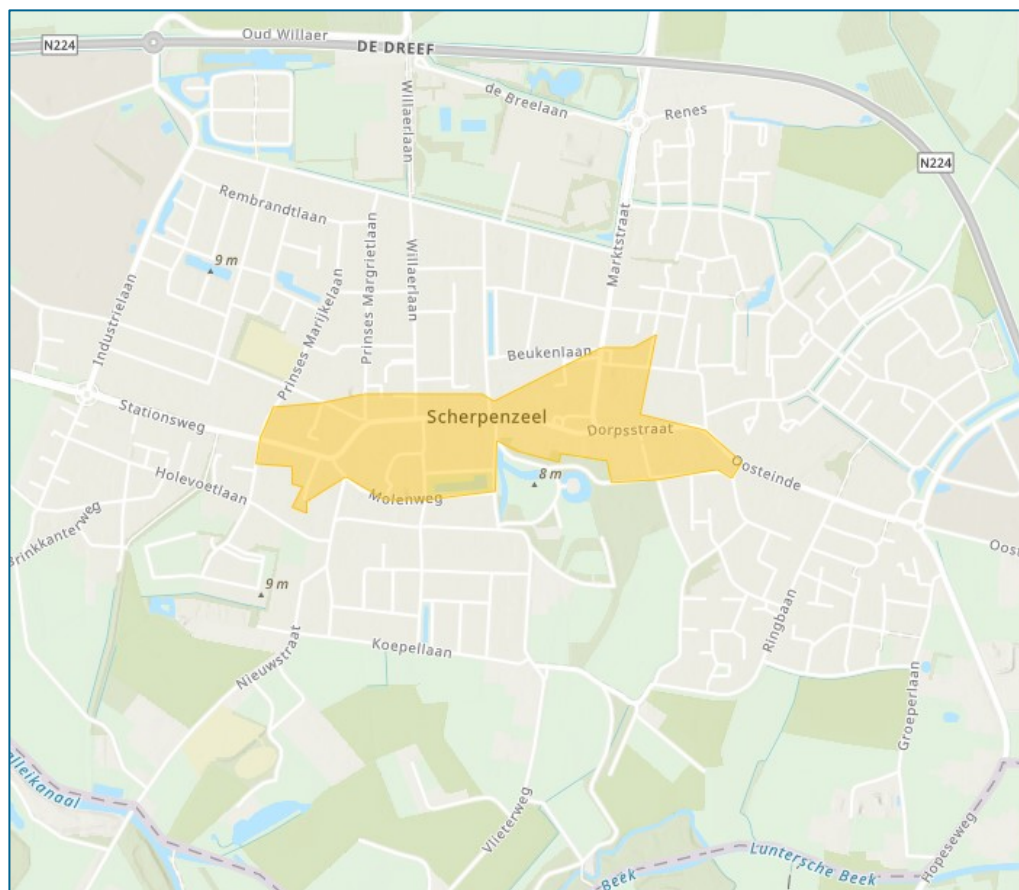 Oud Willaer
N224
DE DREEF
de Breelaan
Renes
N224
Willaerlaan
Rembrandtlaan
Prinses Margrietlaan
Willaerlaan
Marktstraat
9 m
Industrielaan
Prinses Marijkelaan
Beukenlaan
Stationsweg
Scherpenzeel
Dorpsstraat
Oosteinde
Holevoetlaan
Molenweg
8 m
Brinkkanterweg
Oost
9 m
Ringbaan
Koepellaan
Nieuwstraat
Groeperlaan
alleikanaal
Vlieterweg
Beek
Luntersche Beek
Hopeseweg